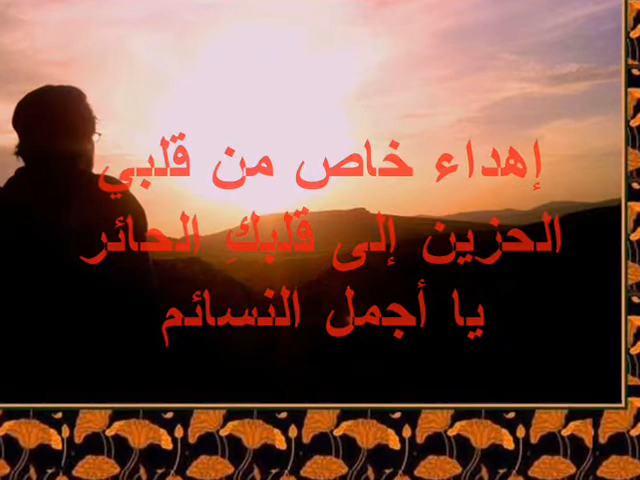 إهداء خاص من قلبي
الحزين إلى قلبكِ الحائر
يا أجمل النسائم